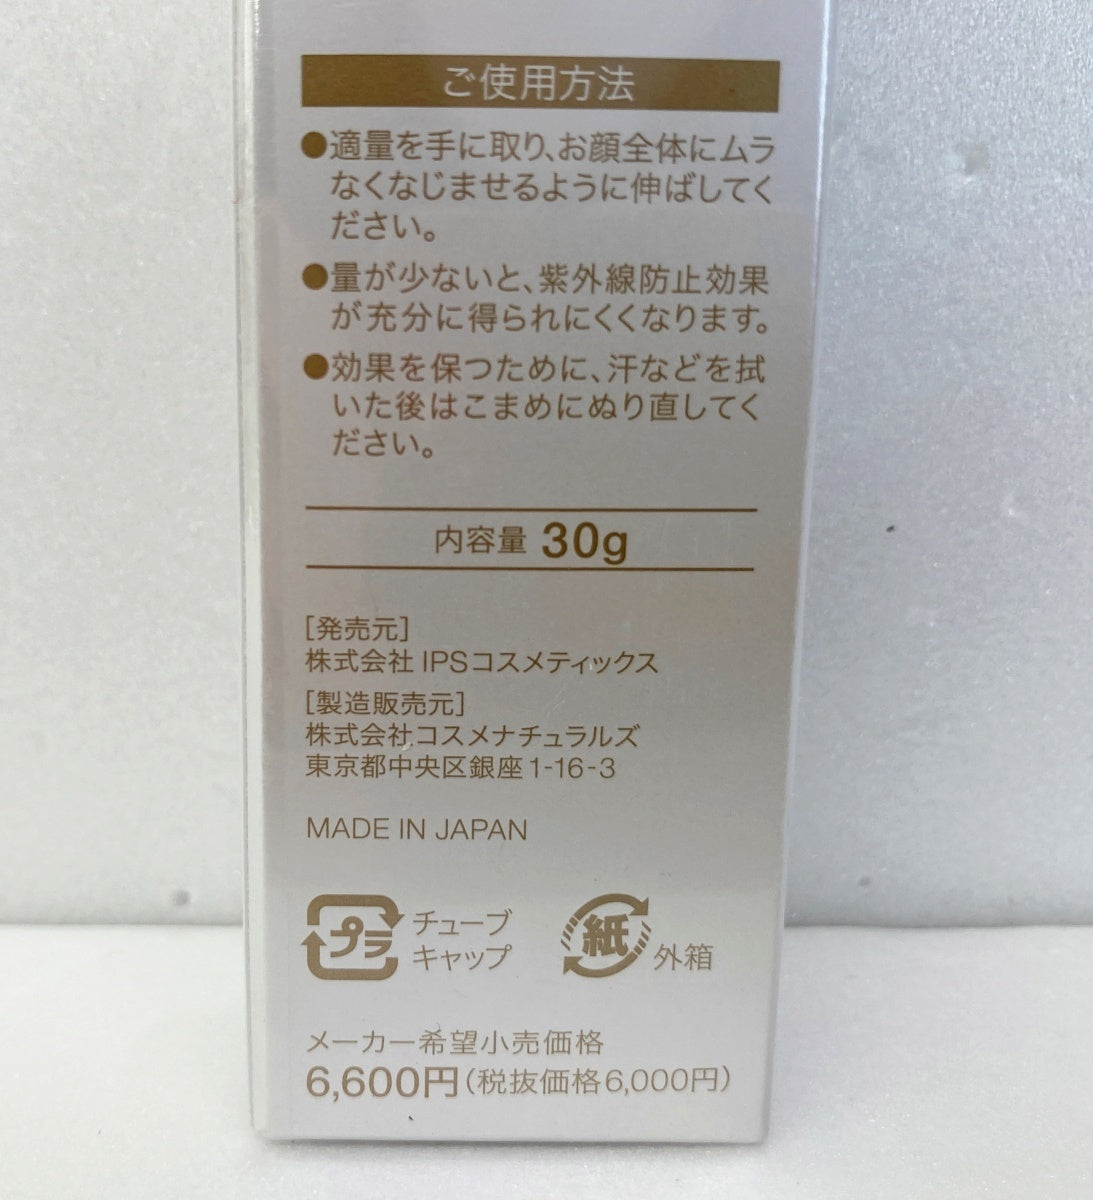 ご使用方法
●適量を手に取り、お顔全体にムラ
なくなじませるように伸ばしてく
ださい。
●量が少ないと、紫外線防止効果
が充分に得られにくくなります。
●効果を保つために、汗などを拭
いた後はこまめにぬり直してく
ださい。
内容量 30g
[発売元]
株式会社 IPSコスメティックス
[製造販売元]
株式会社コスメナチュラルズ
東京都中央区銀座1-16-3
MADE IN JAPAN
プラ チューブ
キャップ
紙 外箱
メーカー希望小売価格
6,600円(税抜価格6,000円)